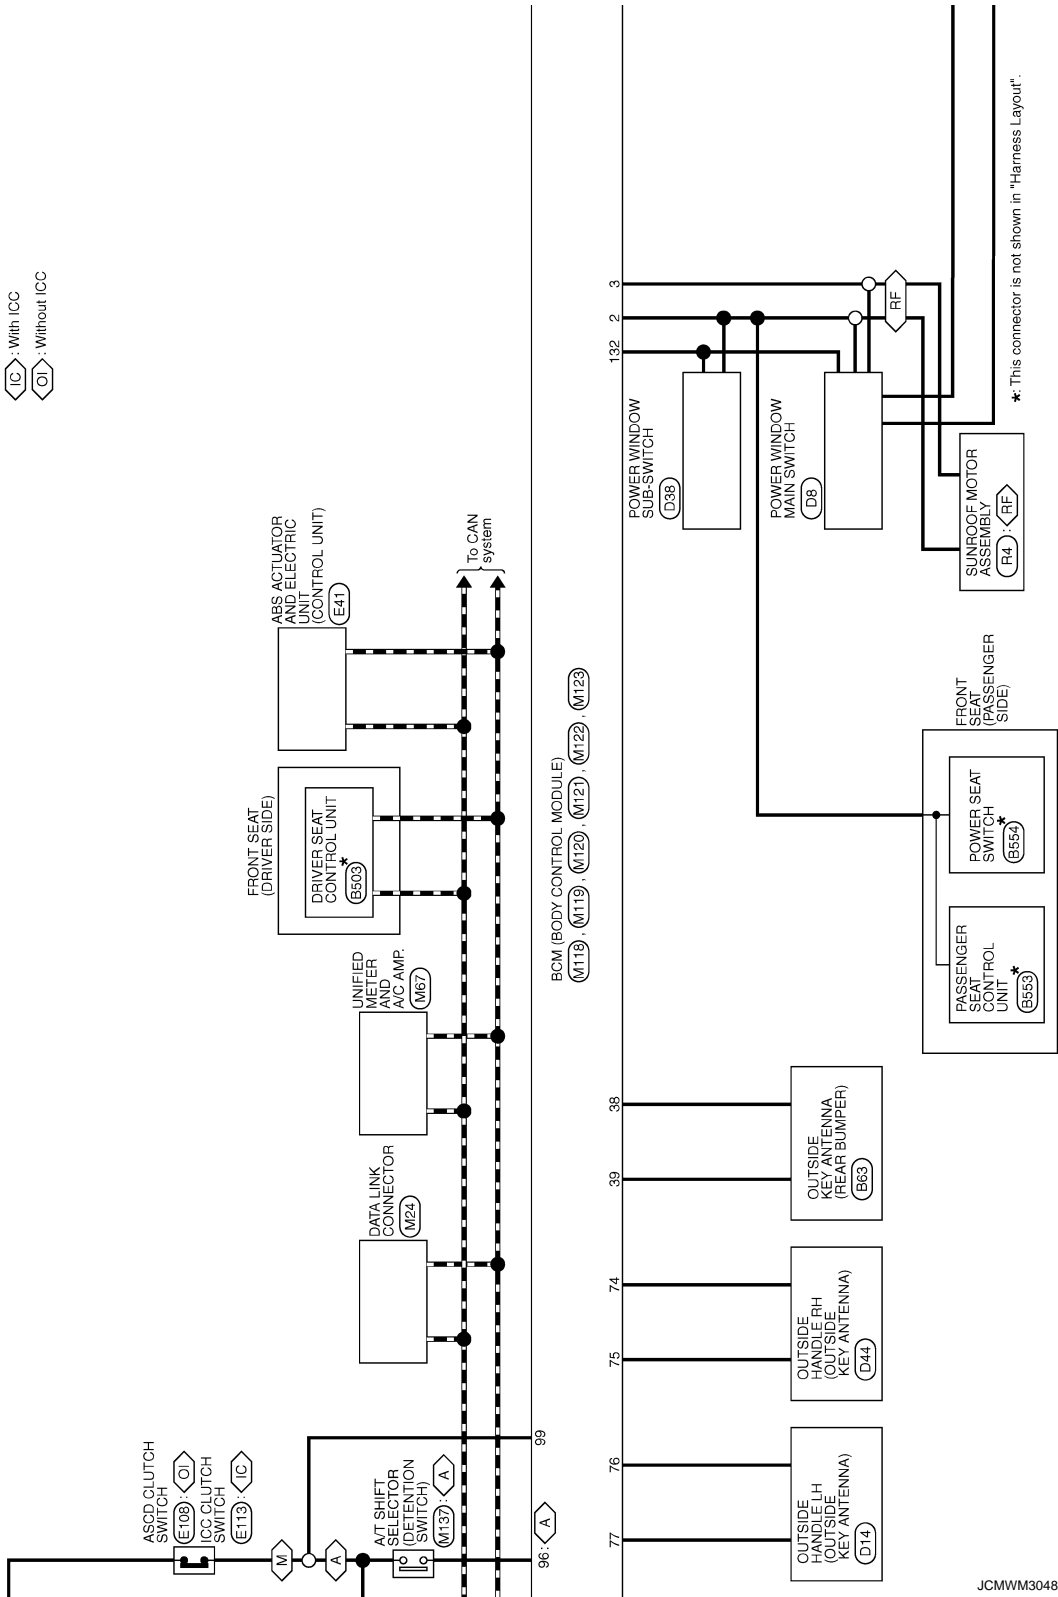 IC : With ICC
OI : Without ICC
ASCD CLUTCH
SWITCH
E108 : OI
ICC CLUTCH
SWITCH
E113 : IC
M
A
A/T SHIFT
SELECTOR
(DETENTION
SWITCH)
M137 : A
DATA LINK
CONNECTOR
M24
UNIFIED
METER
AND
A/C AMP.
M67
FRONT SEAT
(DRIVER SIDE)
DRIVER SEAT
CONTROL UNIT
*
B503
ABS ACTUATOR
AND ELECTRIC
UNIT
(CONTROL UNIT)
E41
To CAN
system
96: A
99
BCM (BODY CONTROL MODULE)
M118 , M119 , M120 , M121 , M122 , M123
77
76
75
74
39
38
132
2
3
OUTSIDE
HANDLE LH
(OUTSIDE
KEY ANTENNA)
D14
OUTSIDE
HANDLE RH
(OUTSIDE
KEY ANTENNA)
D44
OUTSIDE
KEY ANTENNA
(REAR BUMPER)
B63
POWER WINDOW
SUB-SWITCH
D38
POWER WINDOW
MAIN SWITCH
D8
RF
FRONT
SEAT
(PASSENGER
SIDE)
PASSENGER
SEAT
CONTROL
UNIT *
B553
POWER SEAT
SWITCH *
B554
SUNROOF MOTOR
ASSEMBLY
R4 : RF
*: This connector is not shown in "Harness Layout".
JCMWM3048